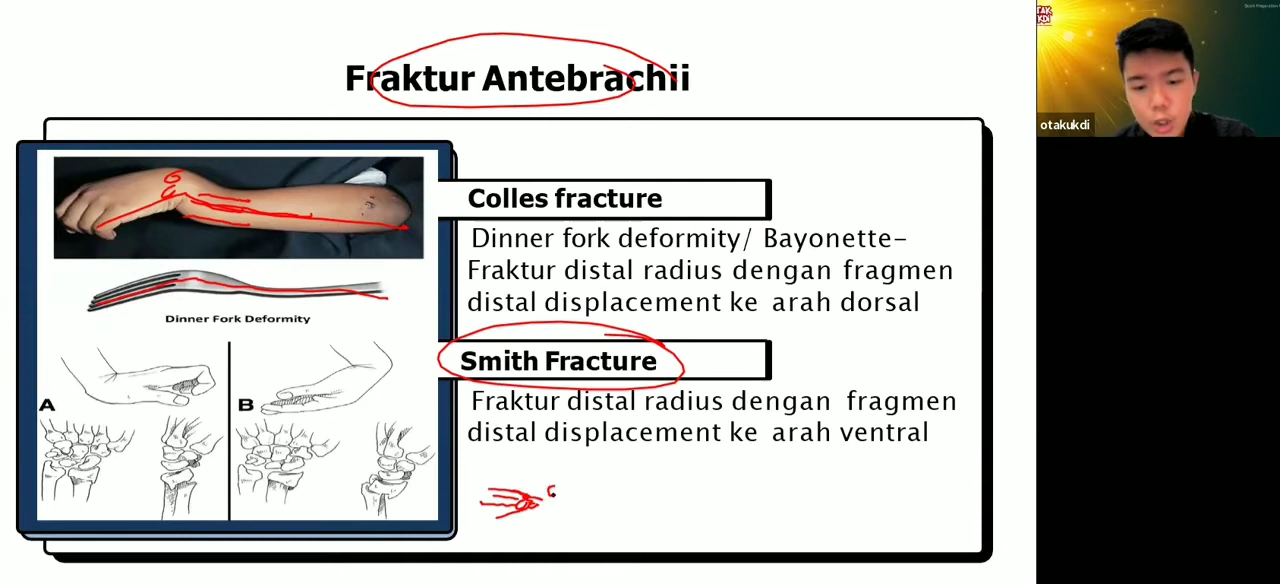 Fraktur Antebrachii
Colles fracture
Dinner fork deformity/ Bayonette-
Fraktur distal radius dengan fragmen
distal displacement ke arah dorsal
Smith Fracture
Fraktur distal radius dengan fragmen
distal displacement ke arah ventral
Dinner Fork Deformity
A
B
otakukdi